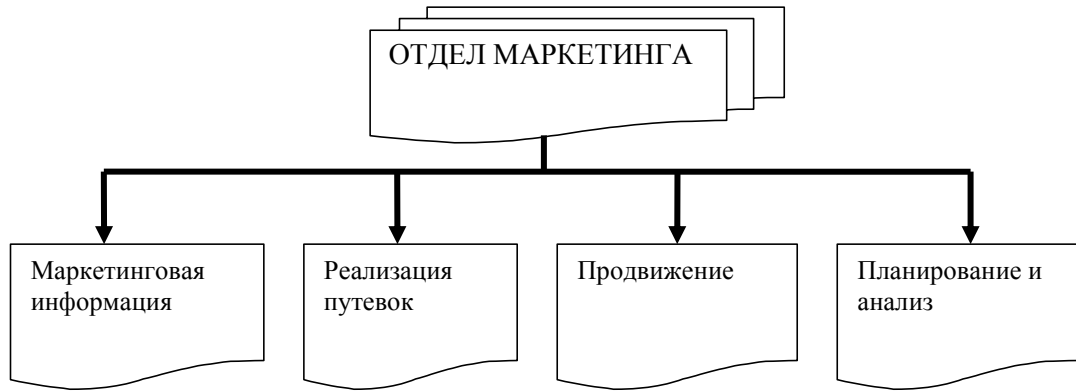 ОТДЕЛ МАРКЕТИНГА
Маркетинговая
информация
Реализация
путевок
Продвижение
Планирование и
анализ